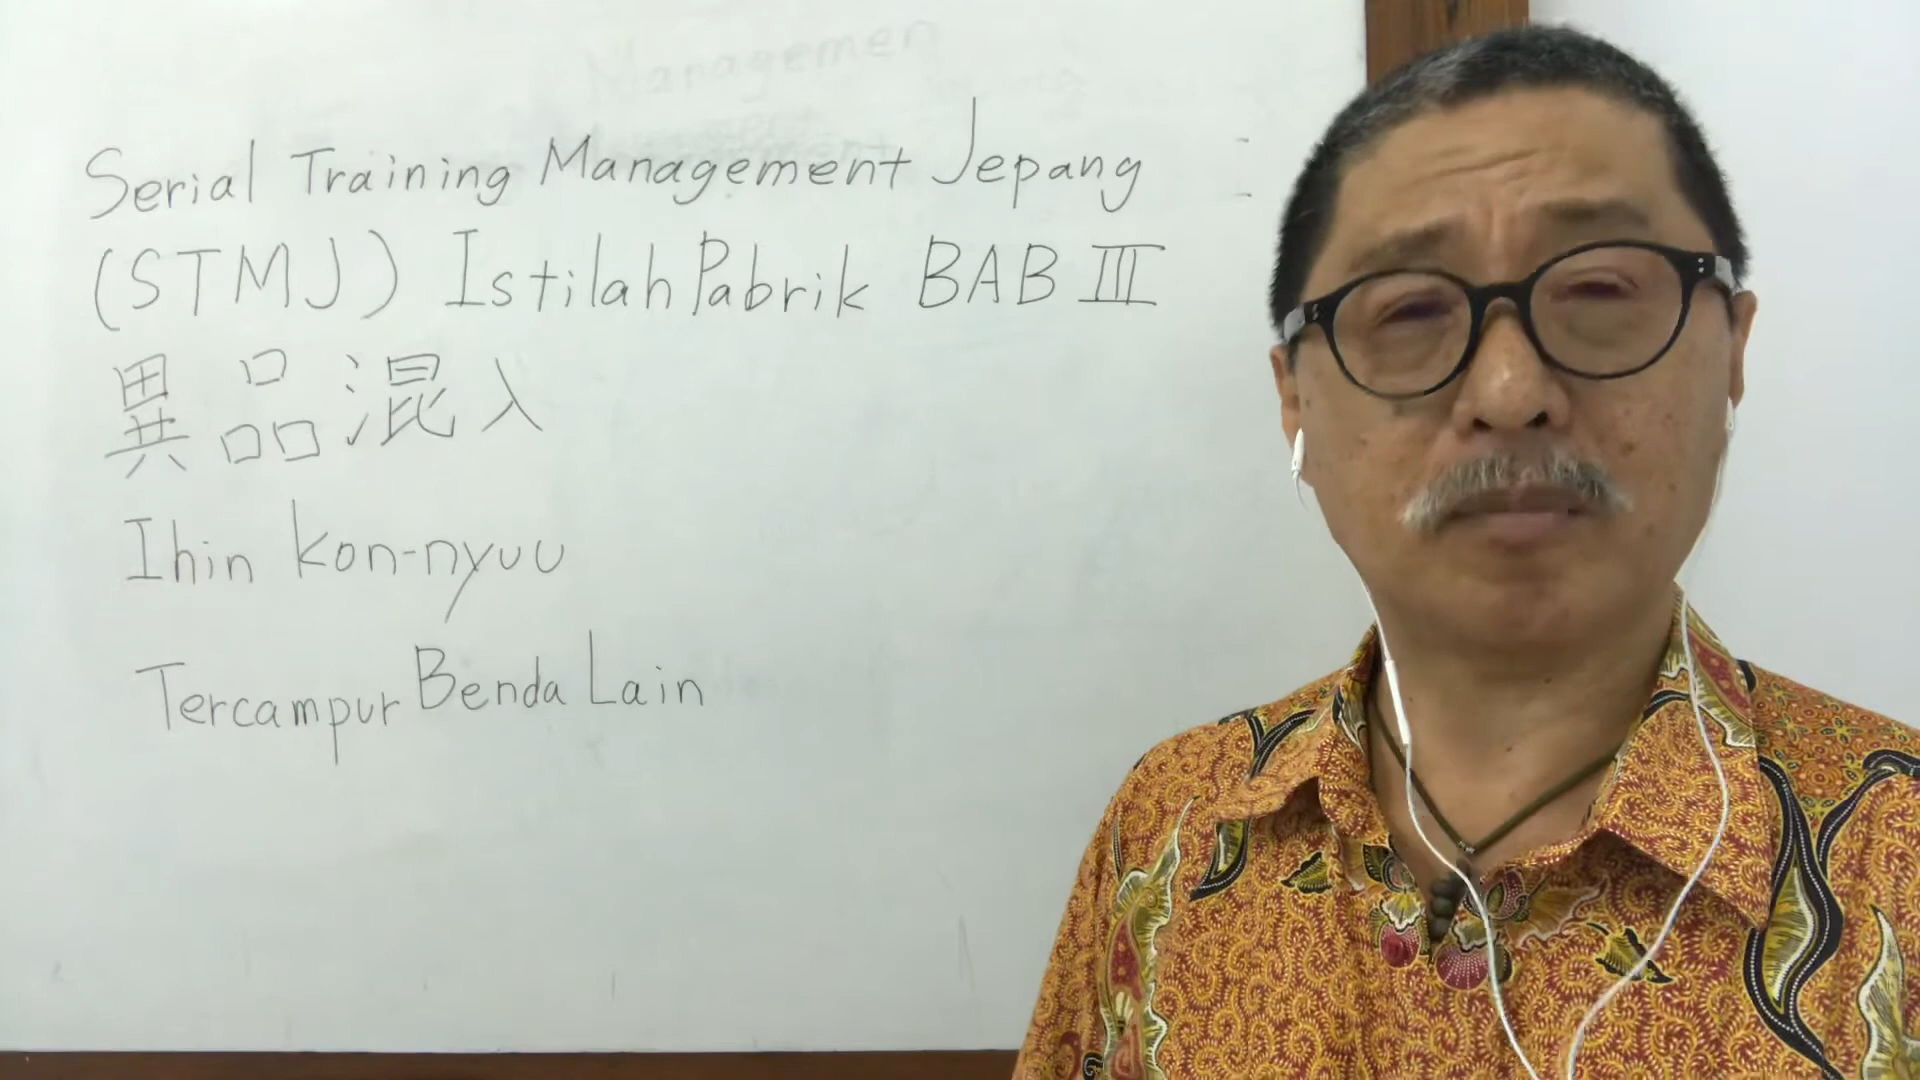 Serial Training Management Jepang
(STMJ) Istilah Pabrik BAB III
異品混入
Ihin kon-nyuu
Tercampur Benda Lain